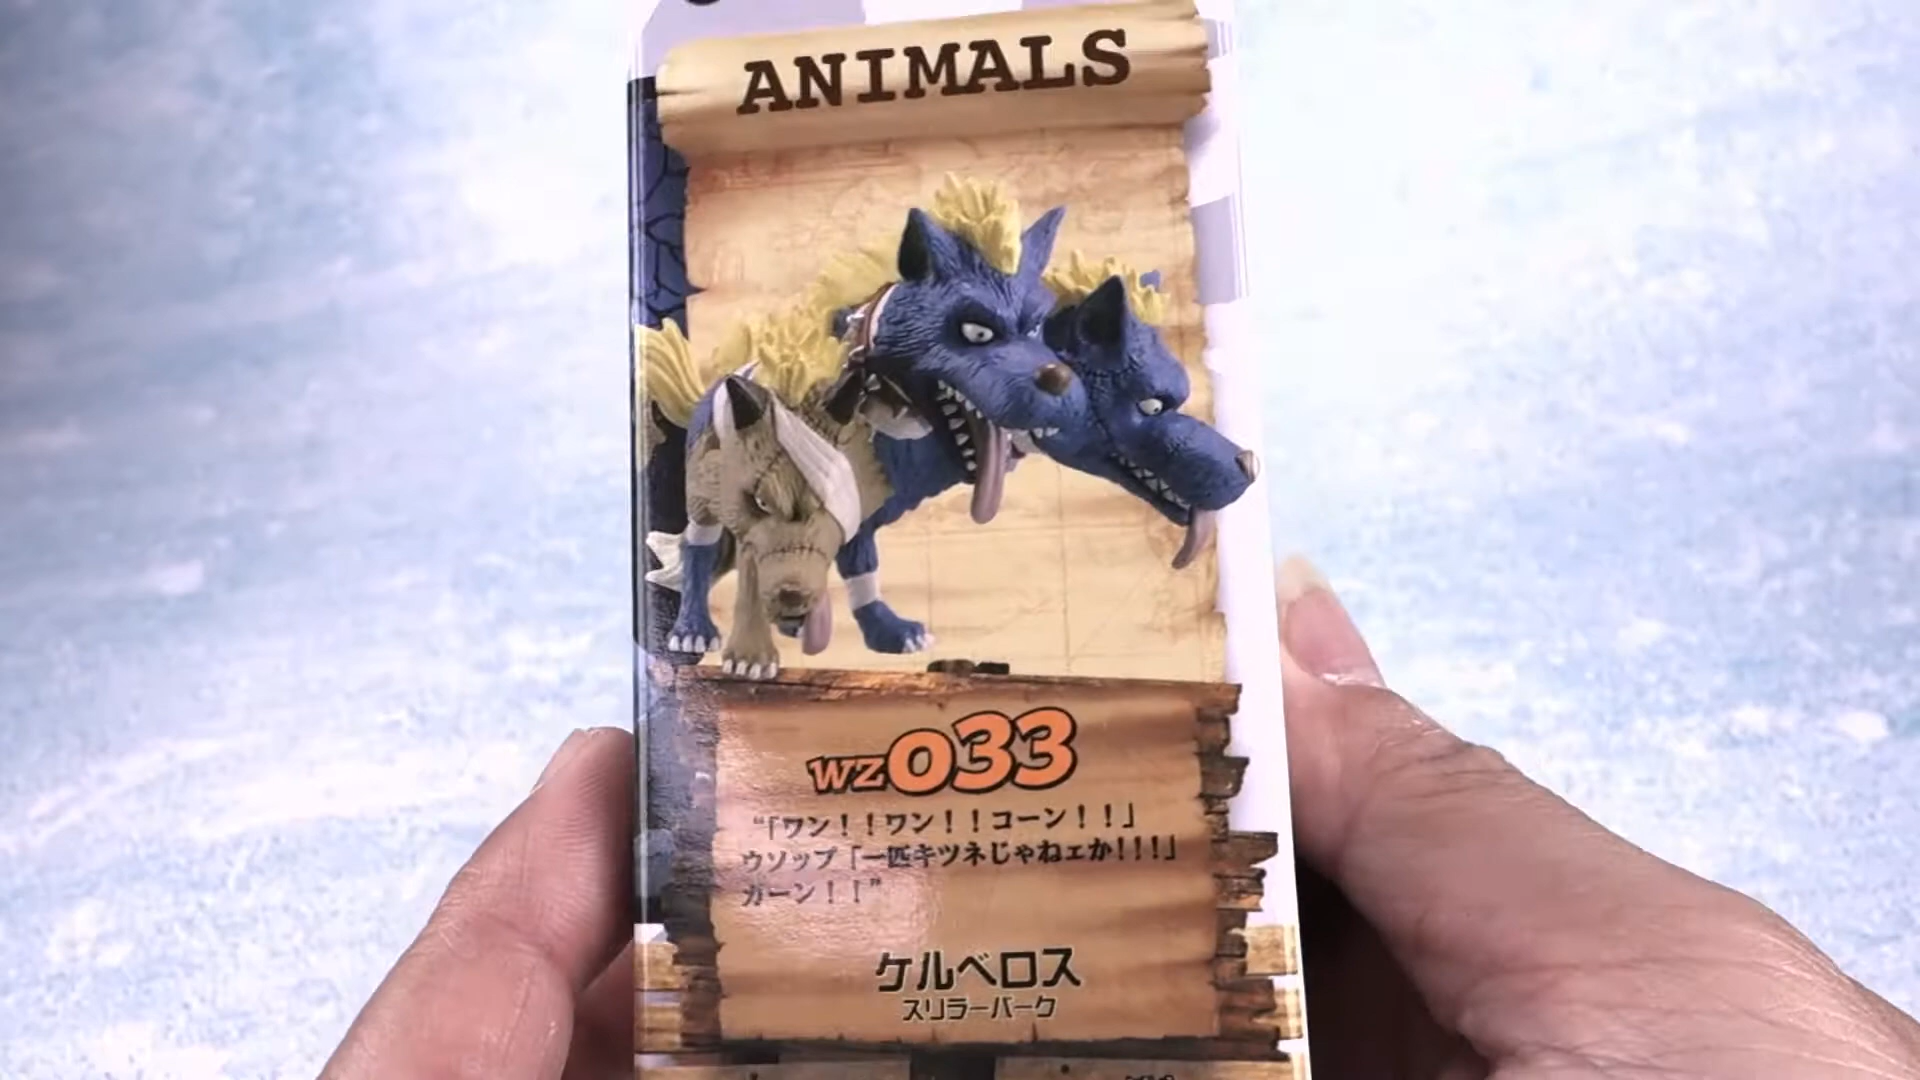 ANIMALS
WZ033
“「ワン！！ワン！！コーン！！」
ウソップ「一匹キツネじゃねェか!!!」
ガーン！！”
ケルベロス
スリラーバーク